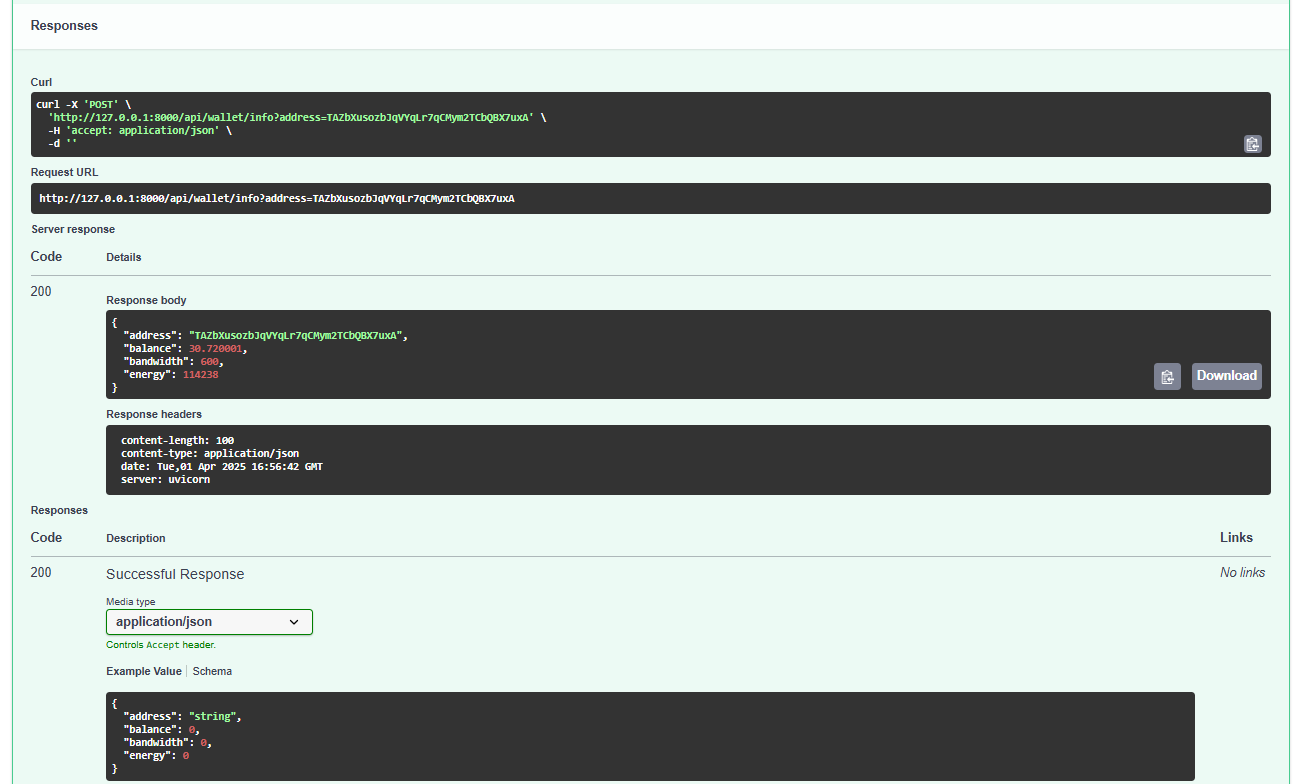 Responses
Curl
curl -X 'POST' \
  'http://127.0.0.1:8000/api/wallet/info?address=TAZbXusozbJqVYqLr7qCMym2TCbQBX7uxA' \
  -H 'accept: application/json' \
  -d ''
Request URL
http://127.0.0.1:8000/api/wallet/info?address=TAZbXusozbJqVYqLr7qCMym2TCbQBX7uxA
Server response
Code Details
200
Response body
{
  "address": "TAZbXusozbJqVYqLr7qCMym2TCbQBX7uxA",
  "balance": 30.720001,
  "bandwidth": 600,
  "energy": 114238
}
Download
Response headers
content-length: 100
content-type: application/json
date: Tue,01 Apr 2025 16:56:42 GMT
server: uvicorn
Responses
Code Description Links
200 Successful Response No links
Media type
application/json
Controls Accept header.
Example Value Schema
{
  "address": "string",
  "balance": 0,
  "bandwidth": 0,
  "energy": 0
}